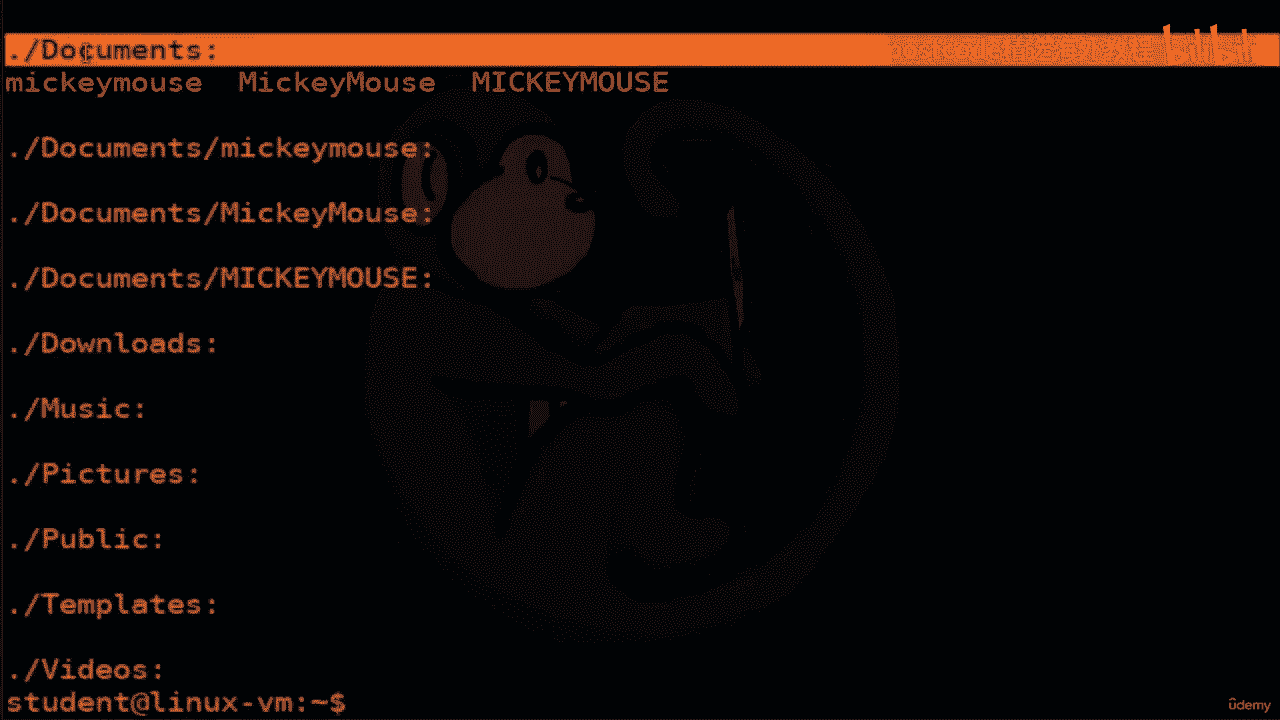 ./Documents:
mickeymouse  MickeyMouse  MICKEYMOUSE
./Documents/mickeymouse:
./Documents/MickeyMouse:
./Documents/MICKEYMOUSE:
./Downloads:
./Music:
./Pictures:
./Public:
./Templates:
./Videos:
student@linux-vm:~$
ûdemy